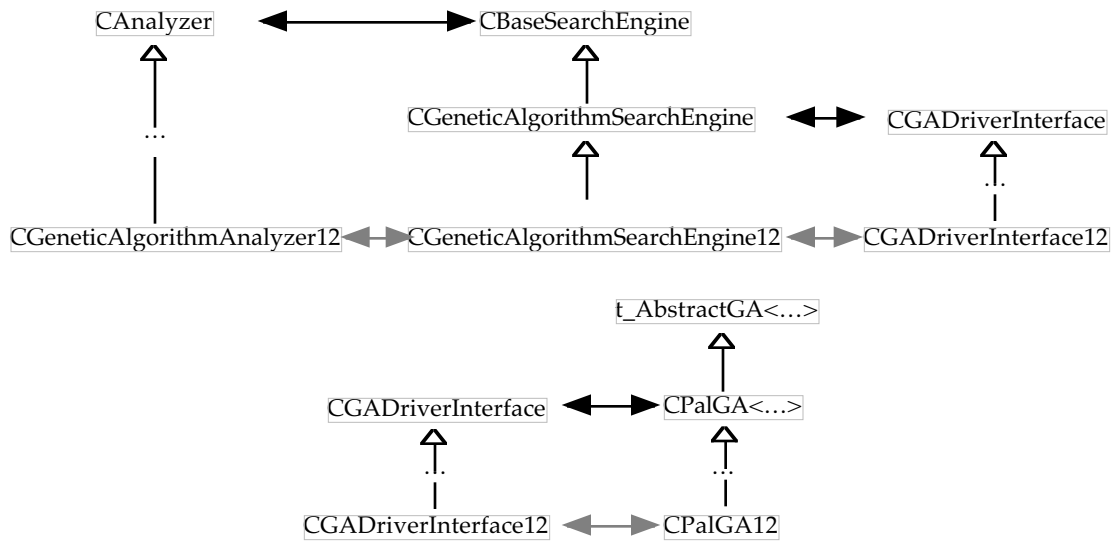 CAnalyzer CBaseSearchEngine
CGeneticAlgorithmSearchEngine CGADriverInterface
…
…
CGeneticAlgorithmAnalyzer12 CGeneticAlgorithmSearchEngine12 CGADriverInterface12
t_AbstractGA<…>
CGADriverInterface CPalGA<…>
… …
CGADriverInterface12 CPalGA12